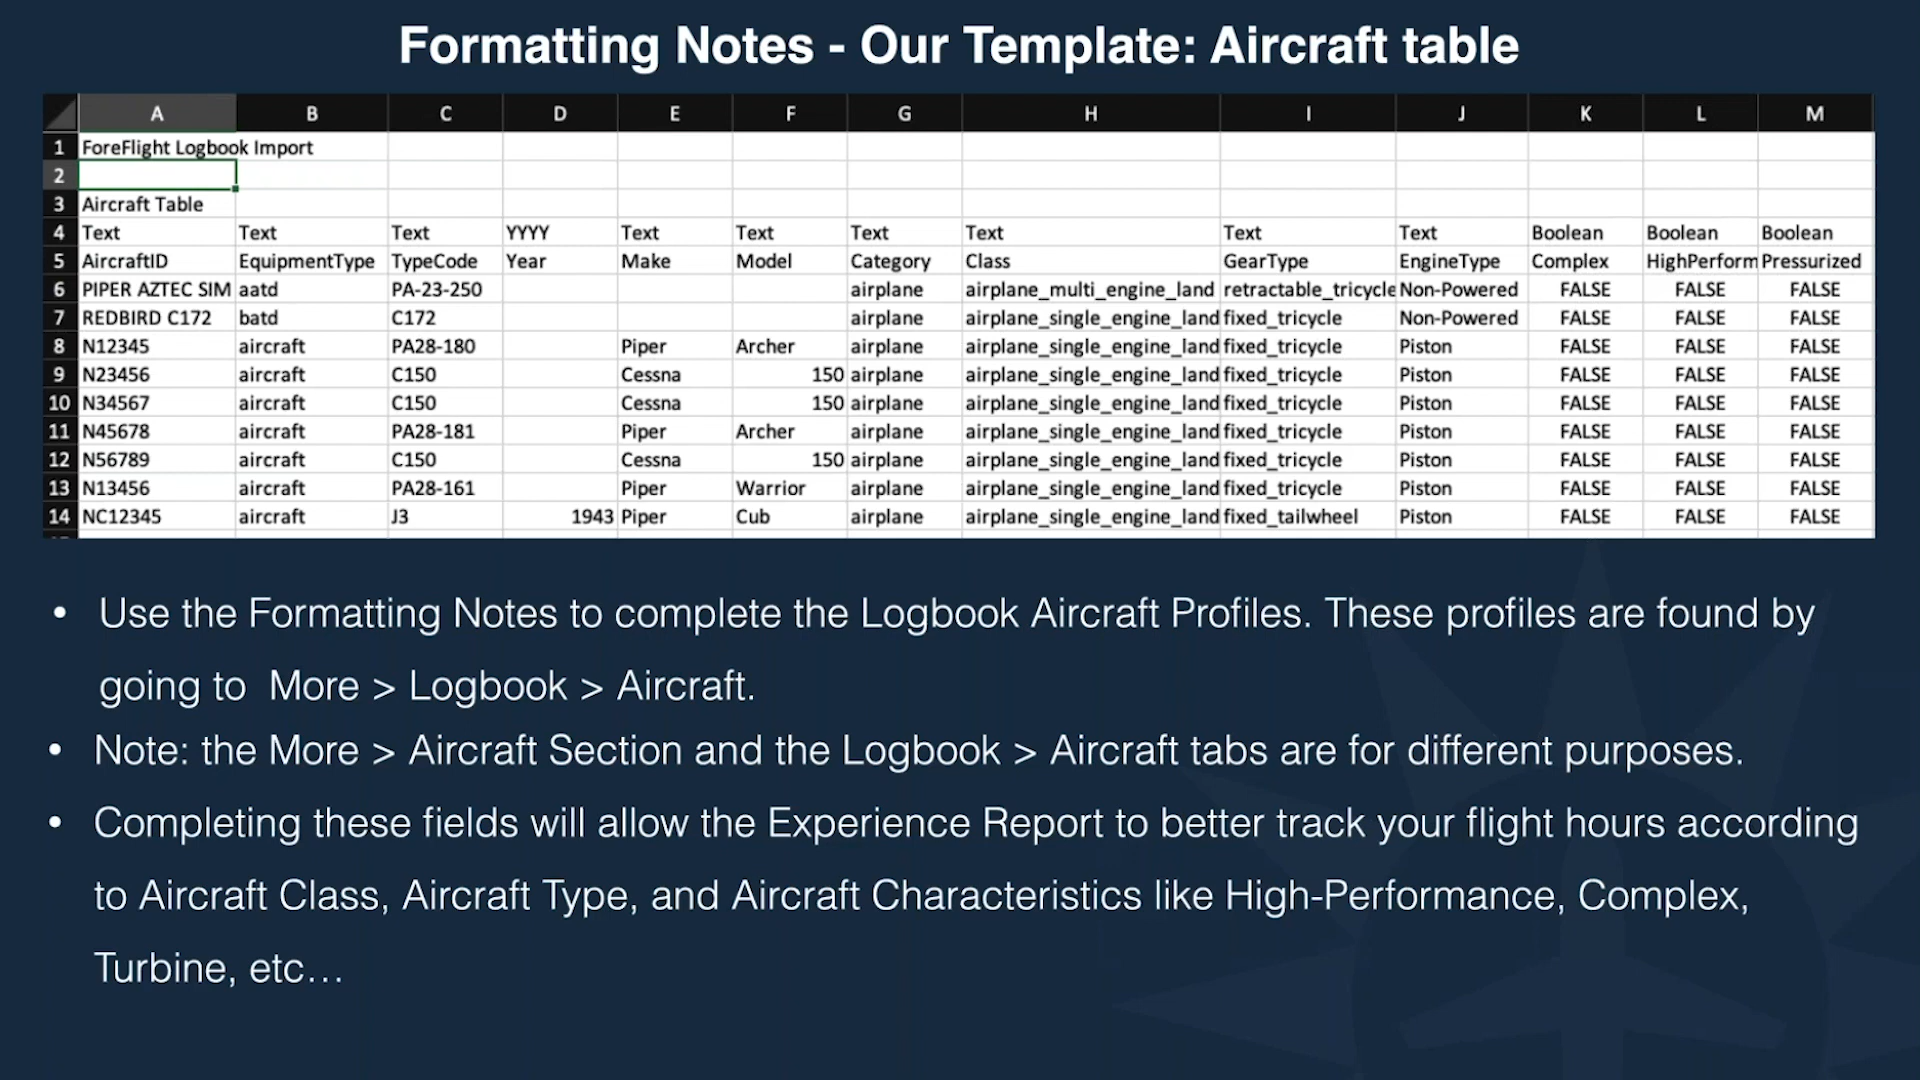 Formatting Notes - Our Template: Aircraft table
A B C D E F G H I J K L M
1 ForeFlight Logbook Import
2
3 Aircraft Table
4 Text Text Text YYYY Text Text Text Text Text Text Boolean Boolean Boolean
5 AircraftID EquipmentType TypeCode Year Make Model Category Class GearType EngineType Complex HighPerform Pressurized
6 PIPER AZTEC SIM aatd PA-23-250 airplane airplane_multi_engine_land retractable_tricycle Non-Powered FALSE FALSE FALSE
7 REDBIRD C172 batd C172 airplane airplane_single_engine_land fixed_tricycle Non-Powered FALSE FALSE FALSE
8 N12345 aircraft PA28-180 Piper Archer airplane airplane_single_engine_land fixed_tricycle Piston FALSE FALSE FALSE
9 N23456 aircraft C150 Cessna 150 airplane airplane_single_engine_land fixed_tricycle Piston FALSE FALSE FALSE
10 N34567 aircraft C150 Cessna 150 airplane airplane_single_engine_land fixed_tricycle Piston FALSE FALSE FALSE
11 N45678 aircraft PA28-181 Piper Archer airplane airplane_single_engine_land fixed_tricycle Piston FALSE FALSE FALSE
12 N56789 aircraft C150 Cessna 150 airplane airplane_single_engine_land fixed_tricycle Piston FALSE FALSE FALSE
13 N13456 aircraft PA28-161 Piper Warrior airplane airplane_single_engine_land fixed_tricycle Piston FALSE FALSE FALSE
14 NC12345 aircraft J3 1943 Piper Cub airplane airplane_single_engine_land fixed_tailwheel Piston FALSE FALSE FALSE
• Use the Formatting Notes to complete the Logbook Aircraft Profiles. These profiles are found by
going to More > Logbook > Aircraft.
• Note: the More > Aircraft Section and the Logbook > Aircraft tabs are for different purposes.
• Completing these fields will allow the Experience Report to better track your flight hours according
to Aircraft Class, Aircraft Type, and Aircraft Characteristics like High-Performance, Complex,
Turbine, etc…